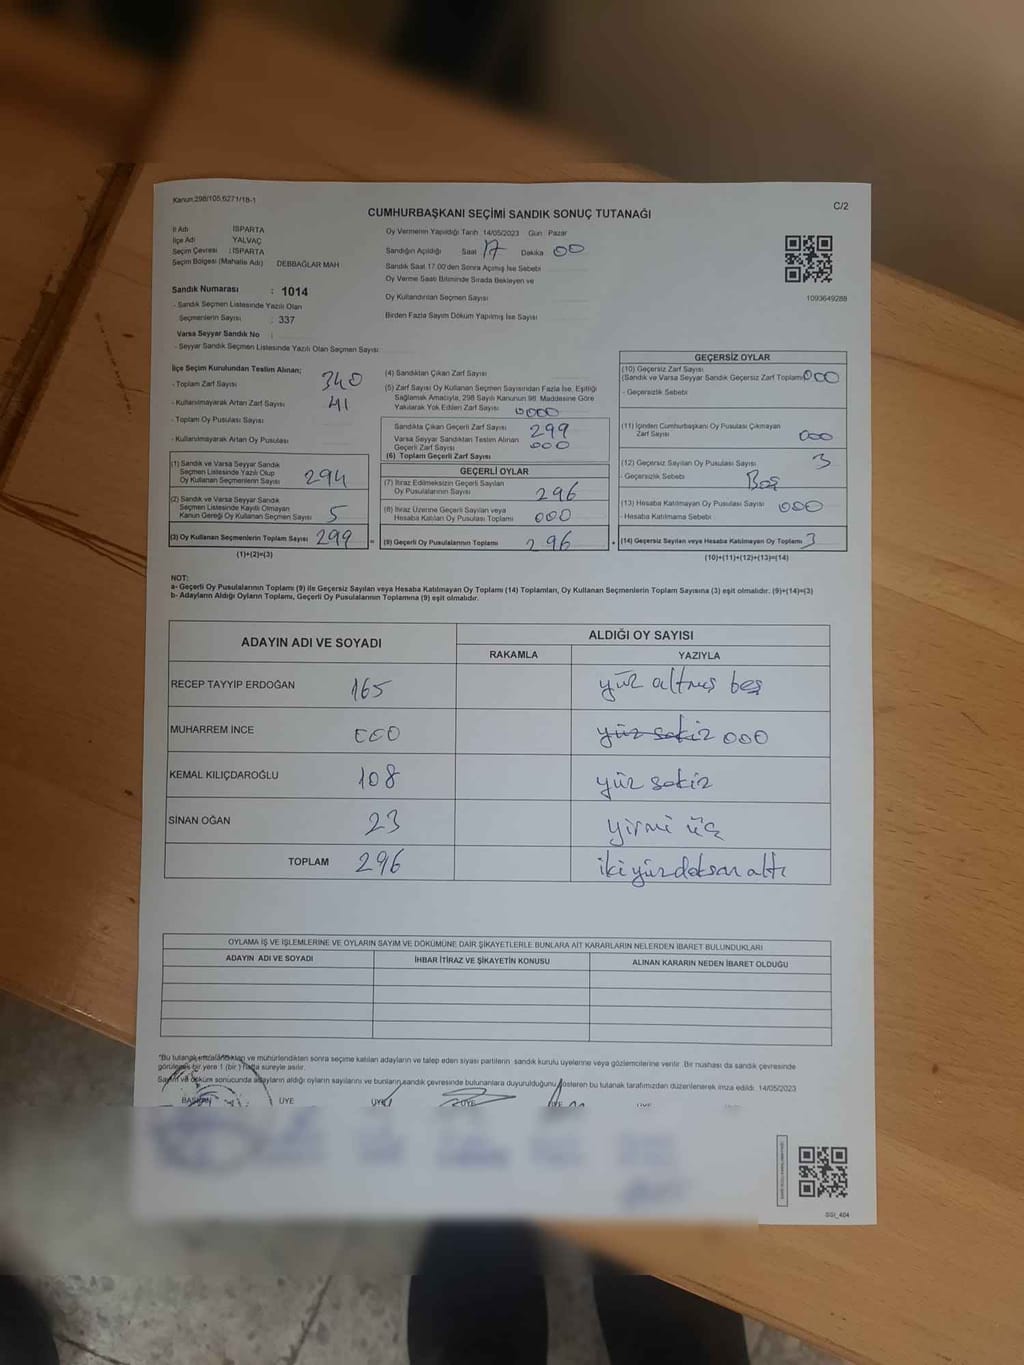 Kanun.298/105,6271/18-1
C/2
CUMHURBAŞKANI SEÇİMİ SANDIK SONUÇ TUTANAĞI
İl Adı ISPARTA
İlçe Adı YALVAÇ
Seçim Çevresi : ISPARTA
Seçim Bölgesi (Mahalle Adı) DEBBAĞLAR MAH
Sandık Numarası : 1014
- Sandık Seçmen Listesinde Yazılı Olan
Seçmenlerin Sayısı : 337
Varsa Seyyar Sandık No
- Seyyar Sandık Seçmen Listesinde Yazılı Olan Seçmen Sayısı
Oy Vermenin Yapıldığı Tarih 14/05/2023 Gün Pazar
Sandığın Açıldığı Saat 17 Dakika 00
Sandık Saat 17.00'den Sonra Açılmış İse Sebebi
Oy Verme Saati Bitiminde Sırada Bekleyen ve
Oy Kullandırılan Seçmen Sayısı
Birden Fazla Sayım Döküm Yapılmış İse Sayısı
1093649288
İlçe Seçim Kurulundan Teslim Alınan;
- Toplam Zarf Sayısı 340
- Kullanılmayarak Artan Zarf Sayısı 41
- Toplam Oy Pusulası Sayısı
- Kullanılmayarak Artan Oy Pusulası
(1) Sandık ve Varsa Seyyar Sandık
Seçmen Listesinde Yazılı Olup
Oy Kullanan Seçmenlerin Sayısı 294
(2) Sandık ve Varsa Seyyar Sandık
Seçmen Listesinde Kayıtlı Olmayan
Kanun Gereği Oy Kullanan Seçmen Sayısı 5
(3) Oy Kullanan Seçmenlerin Toplam Sayısı 299 =
(1)+(2)=(3)
(4) Sandıktan Çıkan Zarf Sayısı
(5) Zarf Sayısı Oy Kullanan Seçmen Sayısından Fazla İse, Eşitliği
Sağlamak Amacıyla, 298 Sayılı Kanunun 98. Maddesine Göre
Yakılarak Yok Edilen Zarf Sayısı 0000
Sandıkta Çıkan Geçerli Zarf Sayısı 299
Varsa Seyyar Sandıktan Teslim Alınan
Geçerli Zarf Sayısı 000
(6) Toplam Geçerli Zarf Sayısı
GEÇERLİ OYLAR
(7) İtiraz Edilmeksizin Geçerli Sayılan
Oy Pusulalarının Sayısı 296
(8) İtiraz Üzerine Geçerli Sayılan veya
Hesaba Katılan Oy Pusulası Toplamı 000
(9) Geçerli Oy Pusulalarının Toplamı 296 +
GEÇERSİZ OYLAR
(10) Geçersiz Zarf Sayısı
(Sandık ve Varsa Seyyar Sandık Geçersiz Zarf Toplamı) 000
- Geçersizlik Sebebi
(11) İçinden Cumhurbaşkanı Oy Pusulası Çıkmayan
Zarf Sayısı 000
(12) Geçersiz Sayılan Oy Pusulası Sayısı 3
- Geçersizlik Sebebi Boş
(13) Hesaba Katılmayan Oy Pusulası Sayısı 000
- Hesaba Katılmama Sebebi
(14) Geçersiz Sayılan veya Hesaba Katılmayan Oy Toplamı 3
(10)+(11)+(12)+(13)=(14)
NOT:
a- Geçerli Oy Pusulalarının Toplamı (9) ile Geçersiz Sayılan veya Hesaba Katılmayan Oy Toplamı (14) Toplamları, Oy Kullanan Seçmenlerin Toplam Sayısına (3) eşit olmalıdır. (9)+(14)=(3)
b- Adayların Aldığı Oyların Toplamı, Geçerli Oy Pusulalarının Toplamına (9) eşit olmalıdır.
ADAYIN ADI VE SOYADI ALDIĞI OY SAYISI
RAKAMLA YAZIYLA
RECEP TAYYİP ERDOĞAN 165 yüz altmış beş
MUHARREM İNCE 000 yüz sekiz 000
KEMAL KILIÇDAROĞLU 108 yüz sekiz
SİNAN OĞAN 23 yirmi üç
TOPLAM 296 iki yüz doksan altı
OYLAMA İŞ VE İŞLEMLERİNE VE OYLARIN SAYIM VE DÖKÜMÜNE DAİR ŞİKAYETLERLE BUNLARA AİT KARARLARIN NELERDEN İBARET BULUNDUKLARI
ADAYIN ADI VE SOYADI İHBAR İTİRAZ VE ŞİKAYETİN KONUSU ALINAN KARARIN NEDEN İBARET OLDUĞU
*Bu tutanak imzalandıktan ve mühürlendikten sonra seçime katılan adayların ve talep eden siyasi partilerin sandık kurulu üyelerine veya gözlemcilerine verilir. Bir nüshası da sandık çevresinde
görülecek bir yere 1 (bir) hafta süreyle asılır.
Sayım ve döküm sonucunda adayların aldığı oyların sayılarını ve bunların sandık çevresinde bulunanlara duyurulduğunu gösteren bu tutanak tarafımızdan düzenlenerek imza edildi. 14/05/2023
BAŞKAN ÜYE ÜYE ÜYE ÜYE
SSİ_404